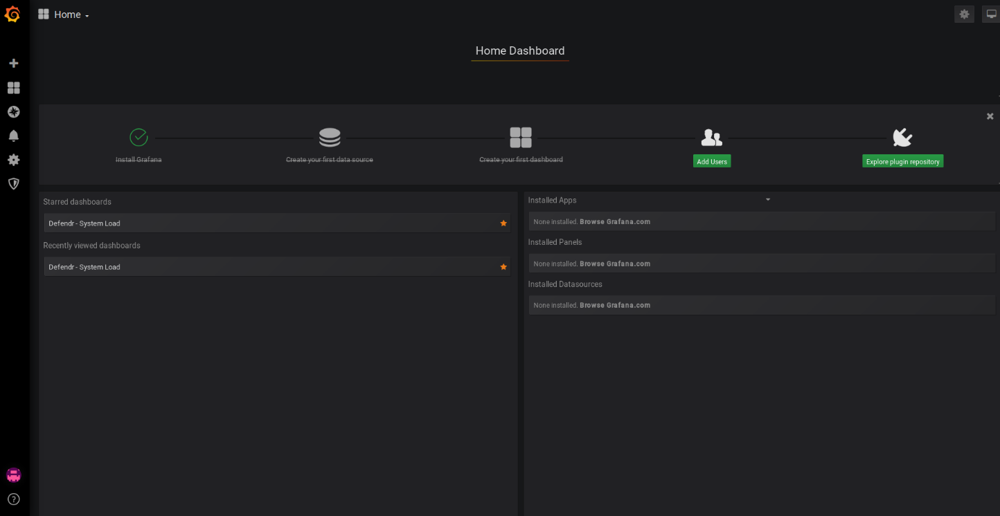 Home
Home Dashboard
Install Grafana
Create your first data source
Create your first dashboard
Add Users
Explore plugin repository
Starred dashboards
Defendr - System Load
Recently viewed dashboards
Defendr - System Load
Installed Apps
None installed. Browse Grafana.com
Installed Panels
None installed. Browse Grafana.com
Installed Datasources
None installed. Browse Grafana.com